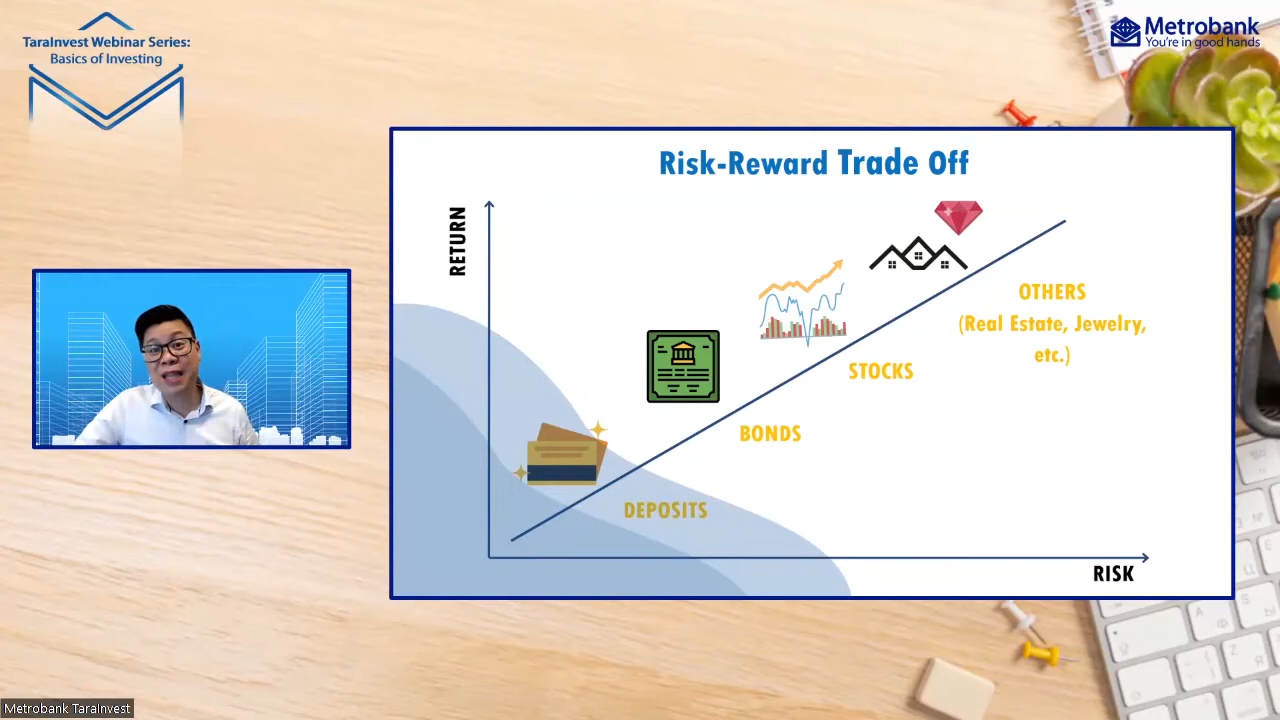 TaraInvest Webinar Series:
Basics of Investing
Metrobank
You're in good hands
Risk-Reward Trade Off
RETURN
OTHERS
(Real Estate, Jewelry,
etc.)
STOCKS
BONDS
DEPOSITS
RISK
Metrobank TaraInvest